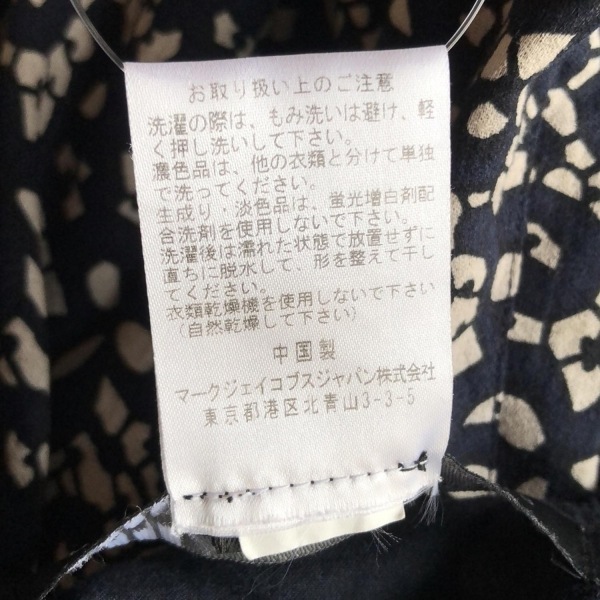 お取り扱い上のご注意
洗濯の際は、もみ洗いは避け、軽
く押し洗いして下さい。
濃色品は、他の衣類と分けて単独
で洗ってください。
生成り・淡色品は、蛍光増白剤配
合洗剤を使用しないで下さい。
洗濯後は濡れた状態で放置せずに
直ちに脱水して、形を整えて干し
てください。
衣類乾燥機を使用しないで下さい
（自然乾燥して下さい）
中国製
マークジェイコブスジャパン株式会社
東京都港区北青山3-3-5